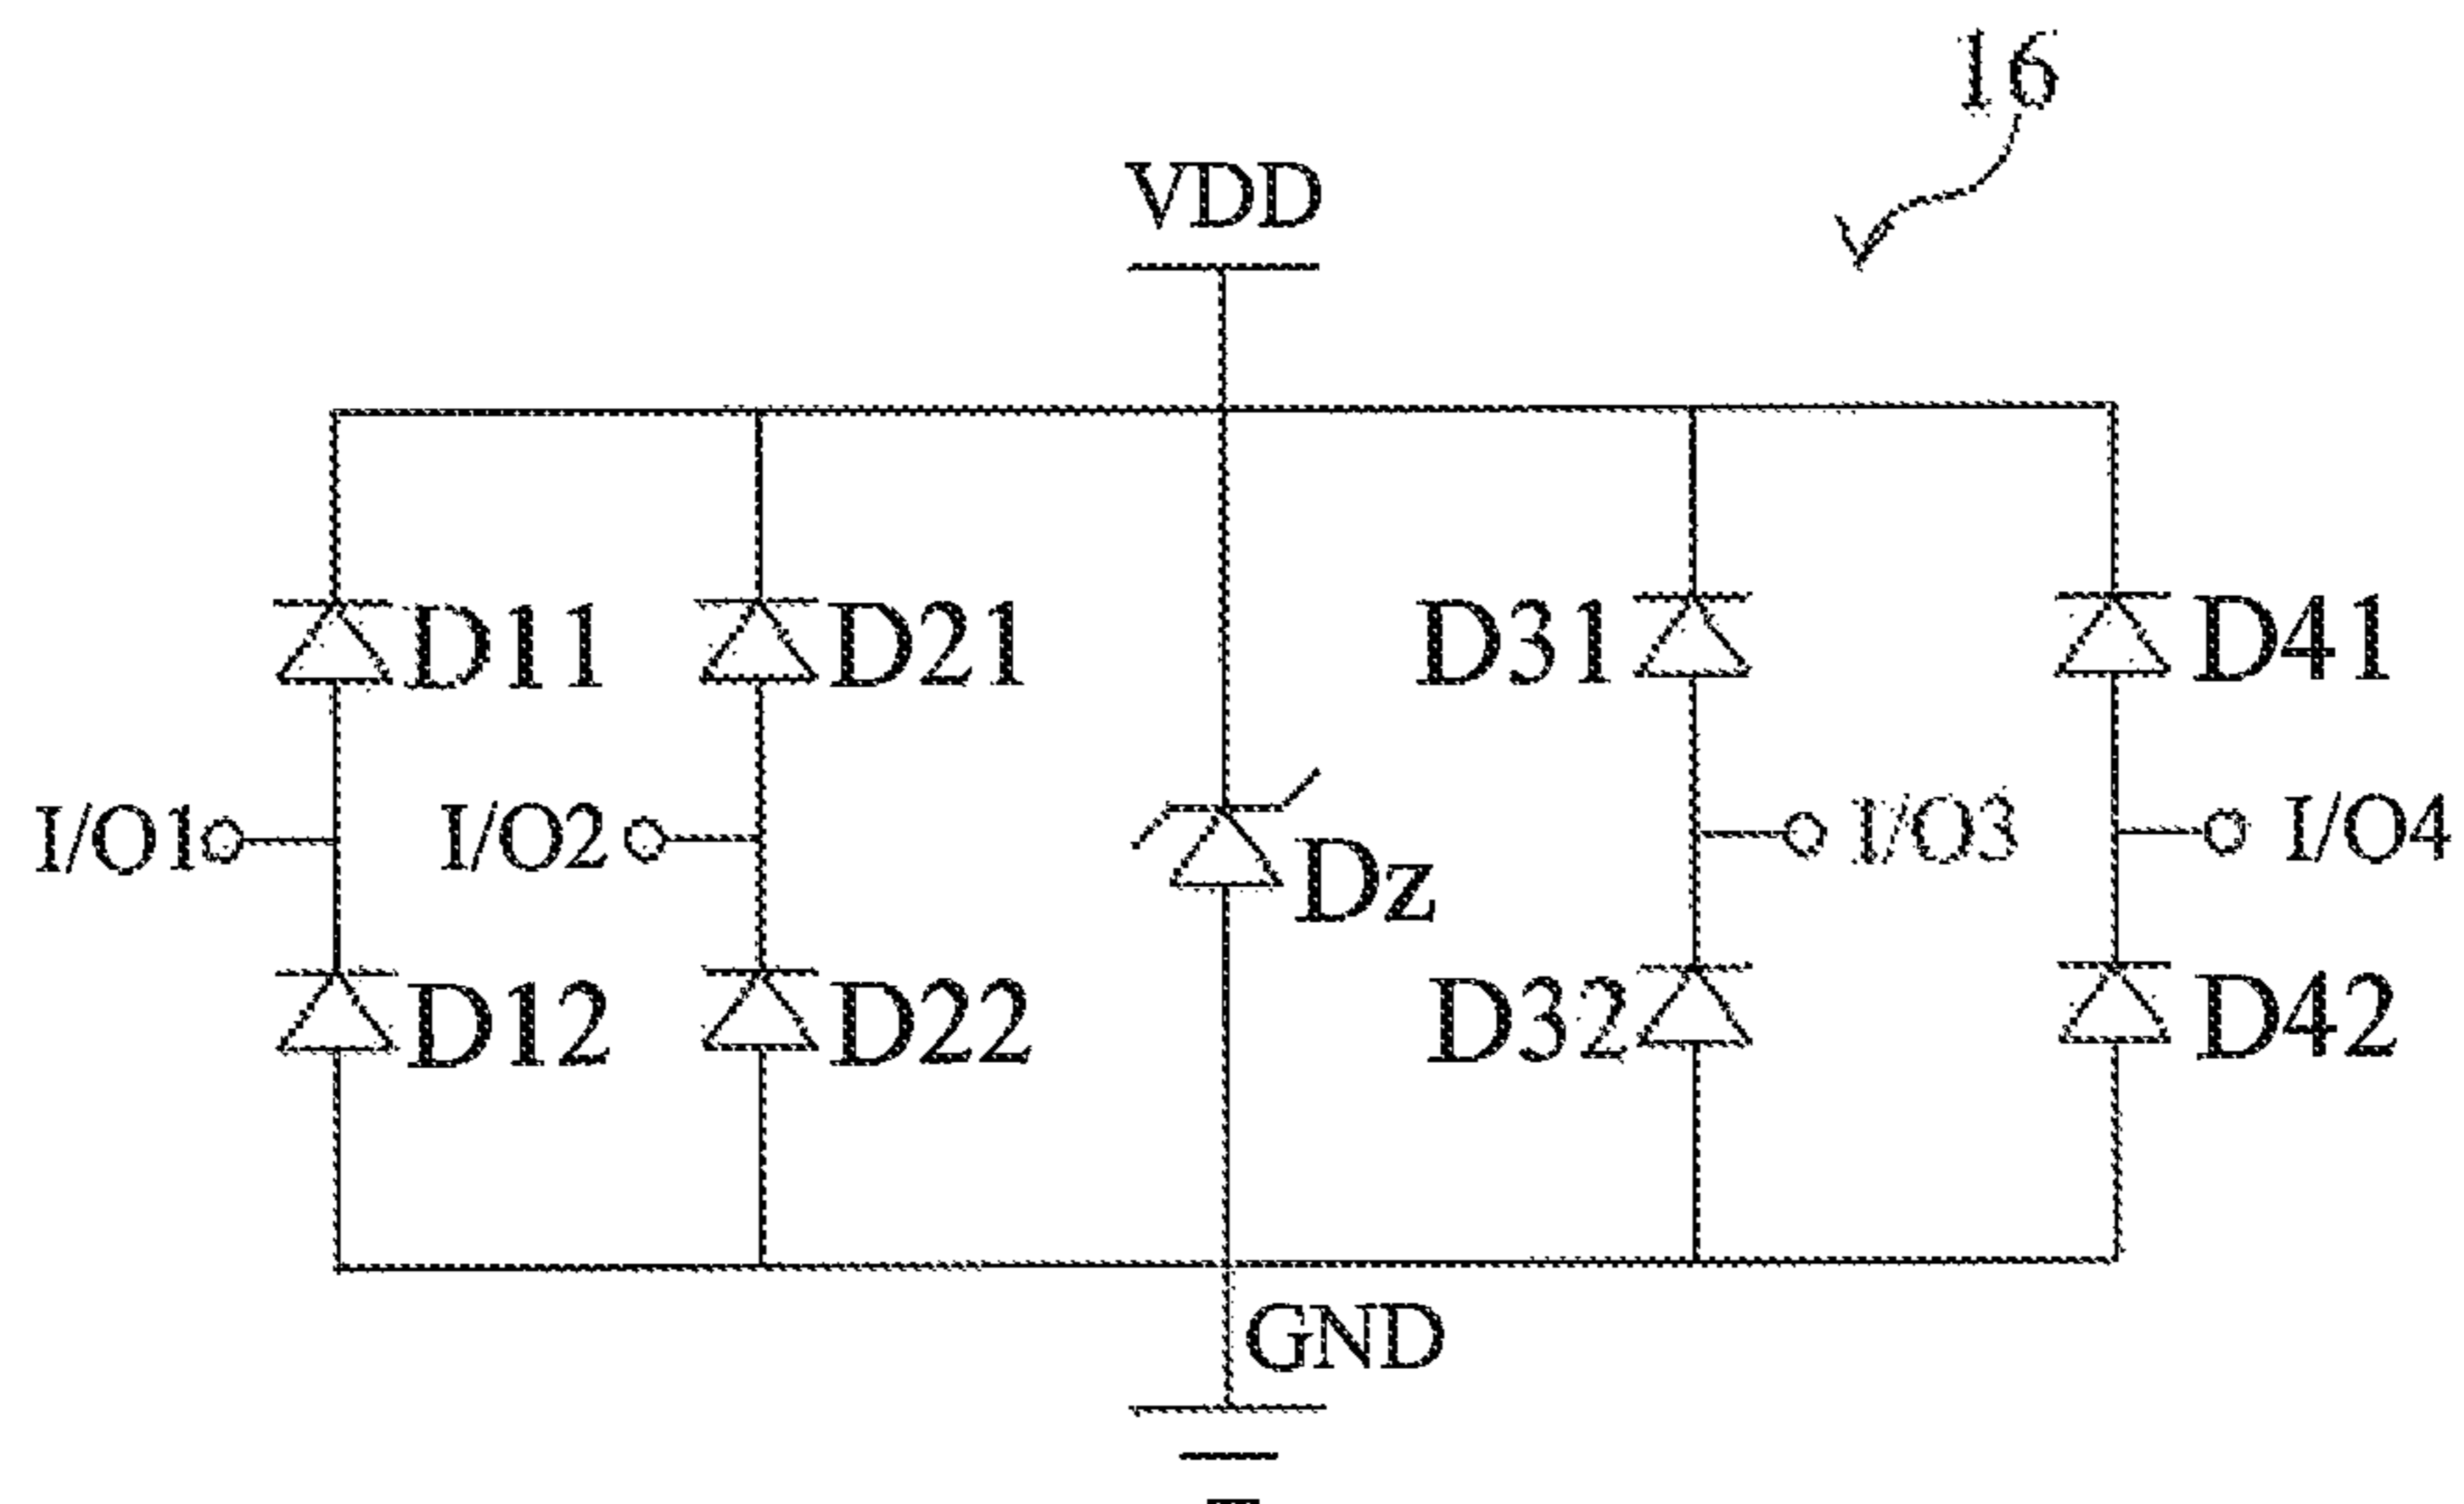 16
VDD
D11 D21 D31 D41
I/O1 I/O2 I/O3 I/O4
Dz
D12 D22 D32 D42
GND